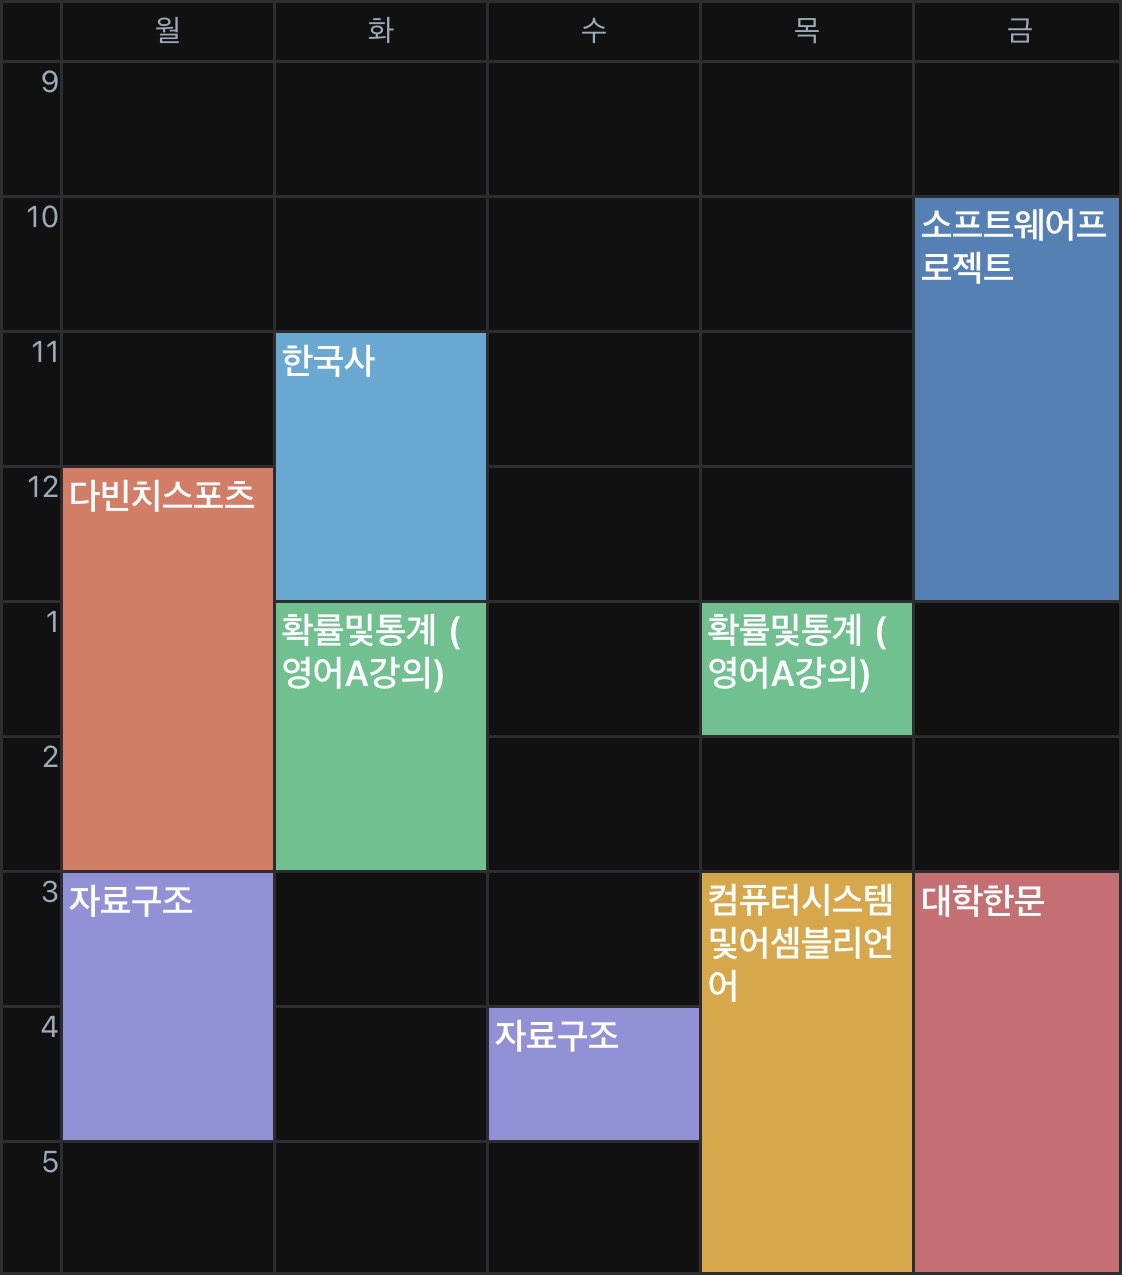 월 화 수 목 금
9
10
소프트웨어프
로젝트
11
한국사
12
다빈치스포츠
1
확률및통계 (
영어A강의)
확률및통계 (
영어A강의)
2
3
자료구조
컴퓨터시스템
및어셈블리언
어
대학한문
4
자료구조
5